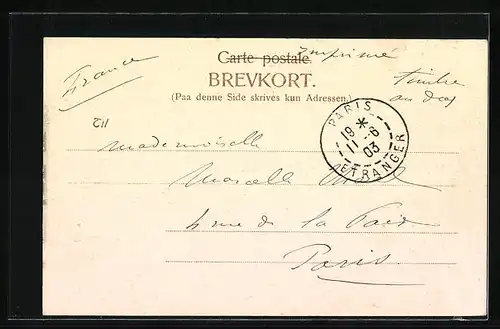 Carte postale. Imprimé
France
BREVKORT.
timbre
au dos
(Paa denne Side skrives kun Adressen.)
PARIS
19 *
11 -6
03
ETRANGER
Til
Mademoiselle
Marcelle
4 rue de la Paix
Paris.